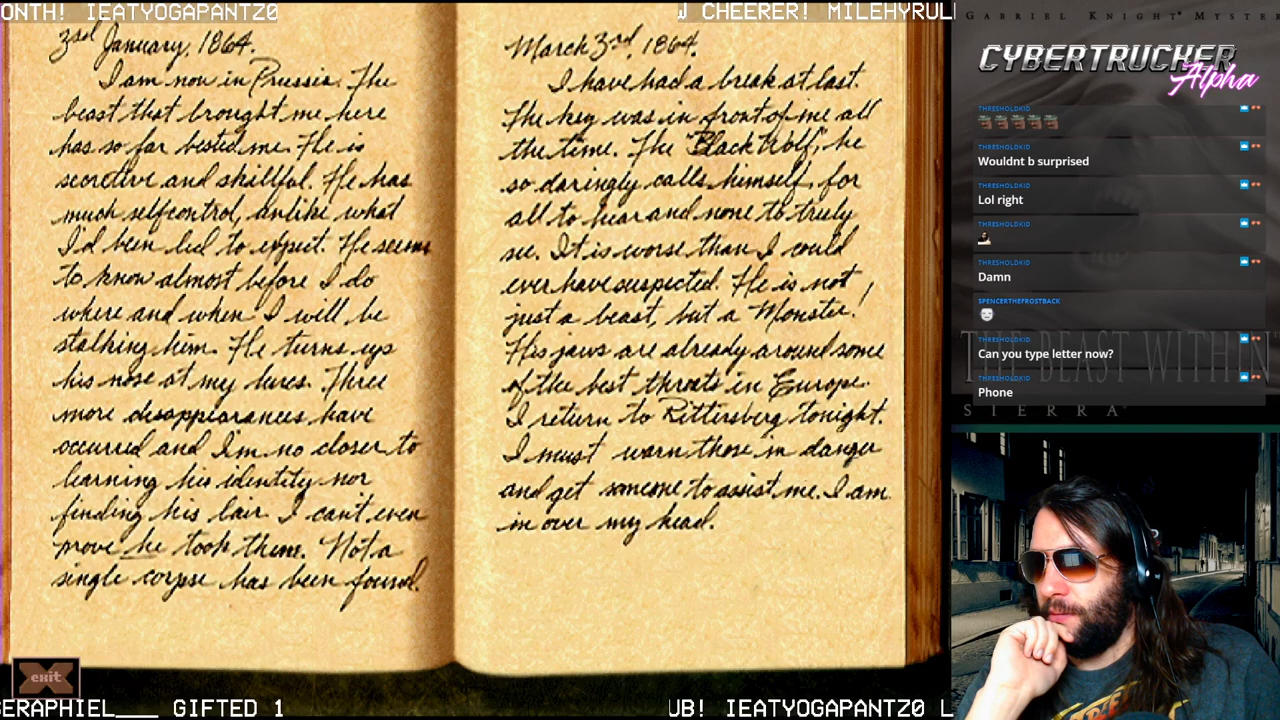 ONTH! IEATYOGAPANTZ0
CHEERER! MILEHYRUL
3rd January, 1864.
I am now in Prussia. The
beast that brought me here
has so far bested me. He is
secretive and skillful. He has
much selfcontrol, unlike what
I'd been led to expect. He seems
to know almost before I do
where and when I will be
stalking him. He turns up
his nose at my lures. Three
more disappearances have
occurred and I'm no closer to
learning his identity nor
finding his lair. I can't even
prove he took them. Not a
single corpse has been found.
March 3rd, 1864.
I have had a break at last.
The key was in front of me all
the time. The "Black Wolf", he
so daringly calls himself, for
all to hear and none to truly
see. It is worse than I could
ever have suspected. He is not
just a beast, but a Monster!
His jaws are already around some
of the best throats in Europe.
I return to Rittersberg tonight.
I must warn those in danger
and get someone to assist me. I am
in over my head.
exit
ERAPHIEL___ GIFTED 1
UB! IEATYOGAPANTZ0 L
GABRIEL KNIGHT MYSTE
CYBERTRUCKER
Alpha
THRESHOLDKID
THRESHOLDKID
Wouldnt b surprised
THRESHOLDKID
Lol right
THRESHOLDKID
THRESHOLDKID
Damn
SPENCERTHEFROSTBACK
THRESHOLDKID
Can you type letter now?
THRESHOLDKID
Phone
THE BEAST WITHIN
SIERRA